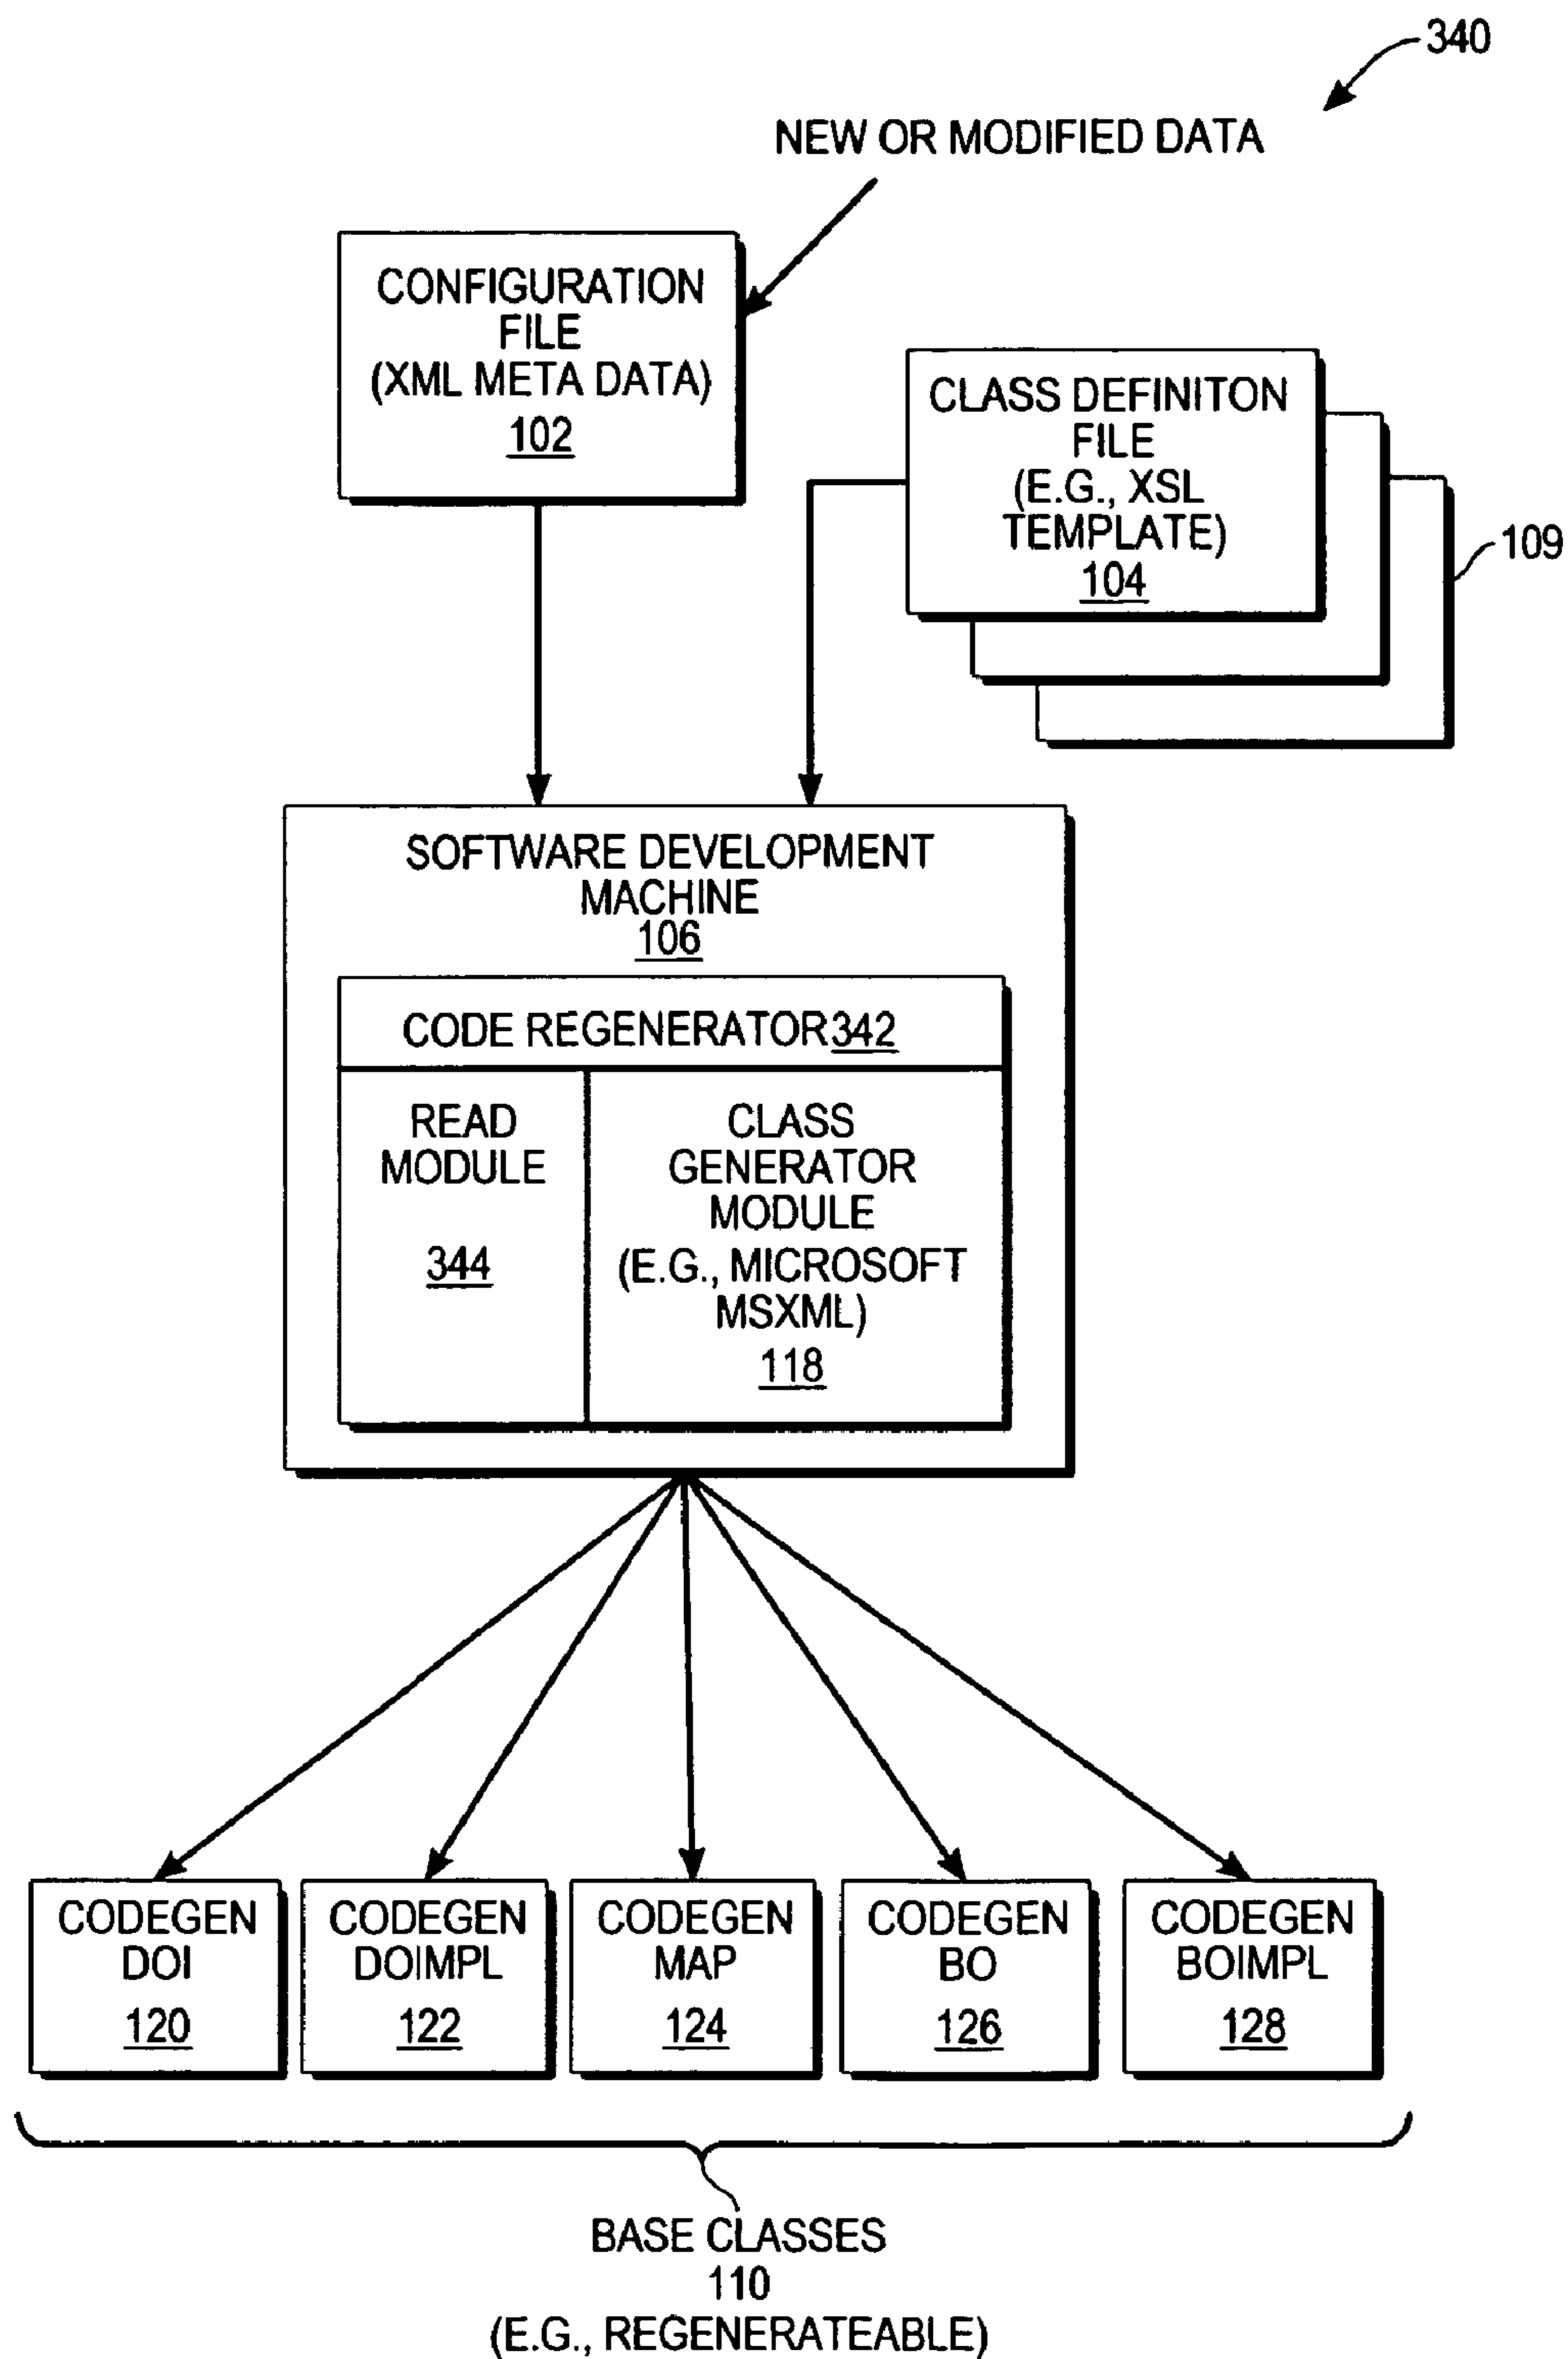 340
NEW OR MODIFIED DATA
CONFIGURATION
FILE
(XML META DATA)
102
CLASS DEFINITON
FILE
(E.G., XSL
TEMPLATE)
104
109
SOFTWARE DEVELOPMENT
MACHINE
106
CODE REGENERATOR 342
READ
MODULE
344
CLASS
GENERATOR
MODULE
(E.G., MICROSOFT
MSXML)
118
CODEGEN
DOI
120
CODEGEN
DOIMPL
122
CODEGEN
MAP
124
CODEGEN
BO
126
CODEGEN
BOIMPL
128
BASE CLASSES
110
(E.G., REGENERATEABLE)